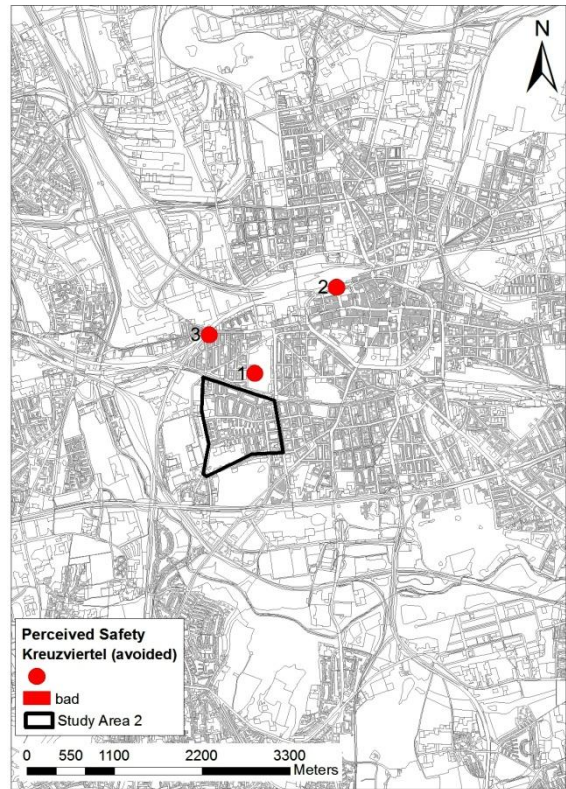 N
2
3
1
Perceived Safety
Kreuzviertel (avoided)
bad
Study Area 2
0 550 1100 2200 3300
Meters